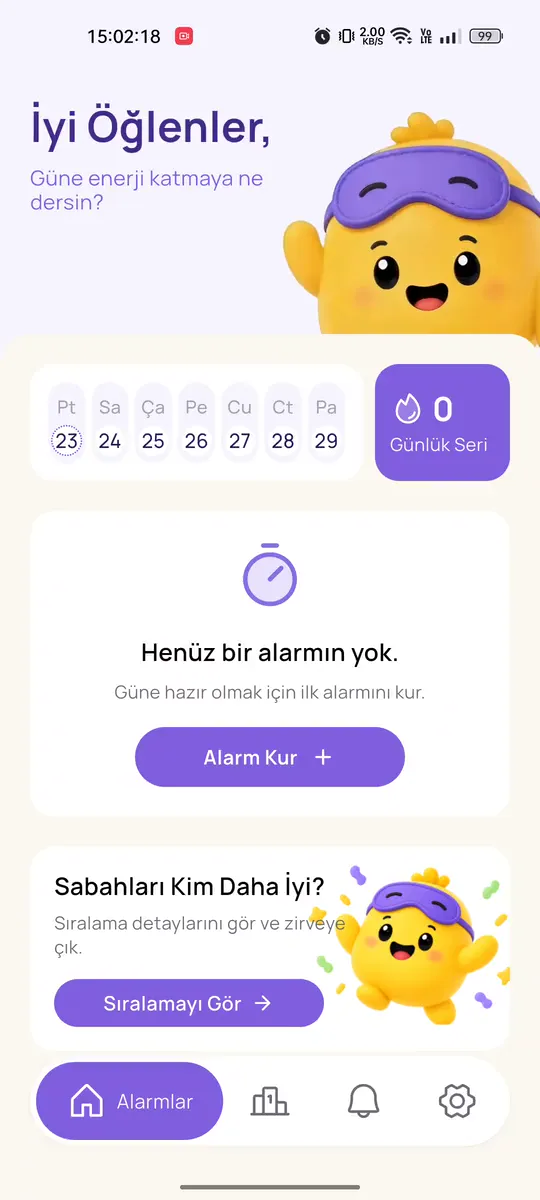 15:02:18
2.00
KB/S
Vo
LTE
99
İyi Öğlenler,
Güne enerji katmaya ne
dersin?
Pt Sa Ça Pe Cu Ct Pa
23 24 25 26 27 28 29
0
Günlük Seri
Henüz bir alarmın yok.
Güne hazır olmak için ilk alarmını kur.
Alarm Kur +
Sabahları Kim Daha İyi?
Sıralama detaylarını gör ve zirveye
çık.
Sıralamayı Gör →
Alarmlar
1